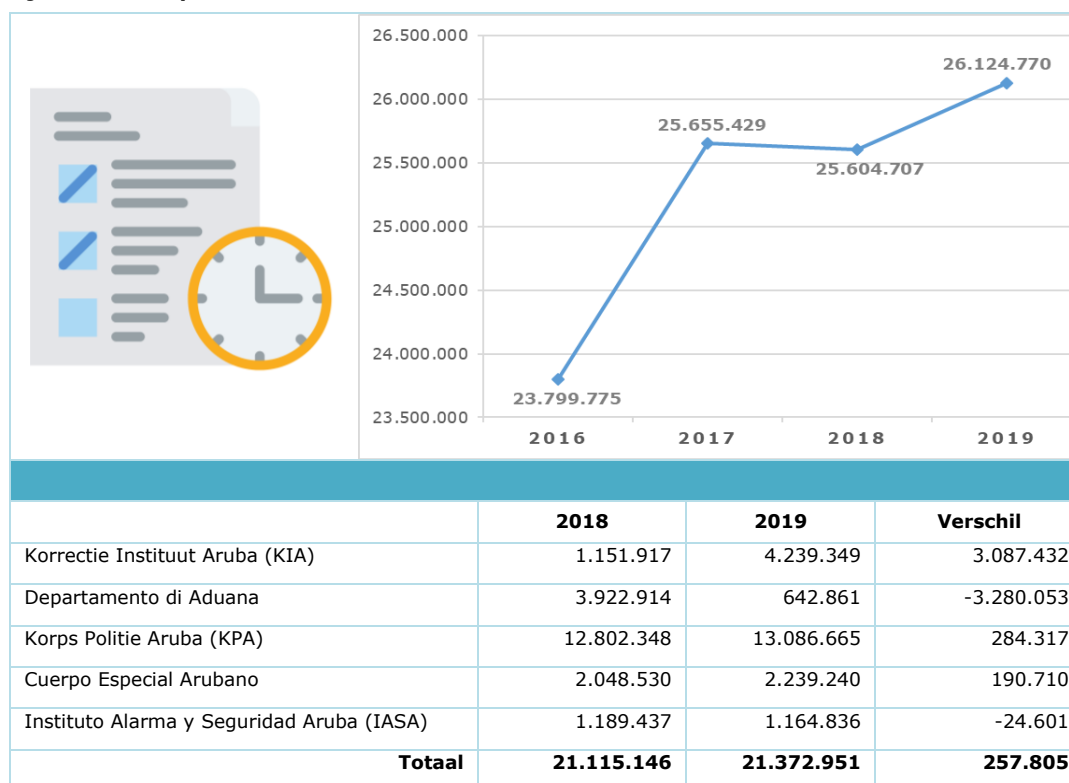 26.500.000
26.000.000
25.500.000
25.000.000
24.500.000
24.000.000
23.500.000
23.799.775
25.655.429
25.604.707
26.124.770
2016 2017 2018 2019
2018 2019 Verschil
Korrectie Instituut Aruba (KIA) 1.151.917 4.239.349 3.087.432
Departamento di Aduana 3.922.914 642.861 -3.280.053
Korps Politie Aruba (KPA) 12.802.348 13.086.665 284.317
Cuerpo Especial Arubano 2.048.530 2.239.240 190.710
Instituto Alarma y Seguridad Aruba (IASA) 1.189.437 1.164.836 -24.601
Totaal 21.115.146 21.372.951 257.805